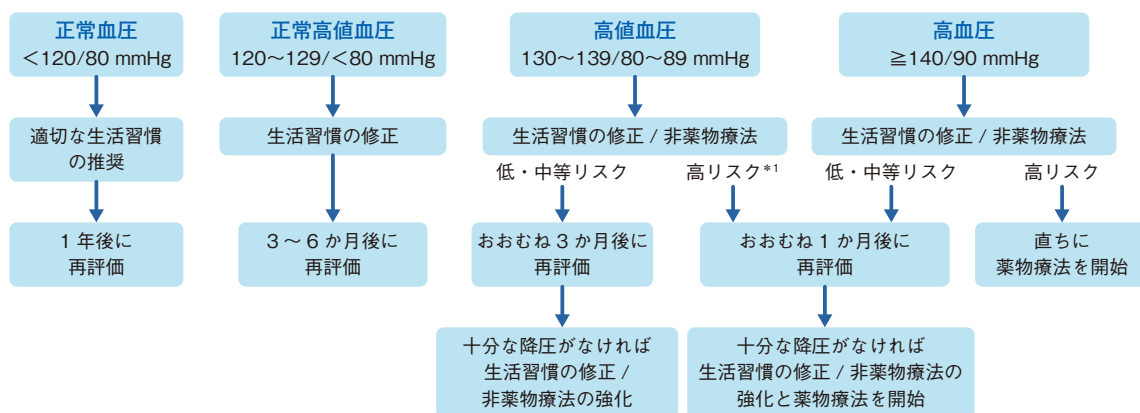 正常血圧
＜120/80 mmHg
正常高値血圧
120～129/＜80 mmHg
高値血圧
130～139/80～89 mmHg
高血圧
≧140/90 mmHg
適切な生活習慣
の推奨
生活習慣の修正
生活習慣の修正 / 非薬物療法
生活習慣の修正 / 非薬物療法
低・中等リスク
高リスク*1
低・中等リスク
高リスク
1 年後に
再評価
3 ～ 6 か月後に
再評価
おおむね 3 か月後に
再評価
おおむね 1 か月後に
再評価
直ちに
薬物療法を開始
十分な降圧がなければ
生活習慣の修正 /
非薬物療法の強化
十分な降圧がなければ
生活習慣の修正 / 非薬物療法の
強化と薬物療法を開始